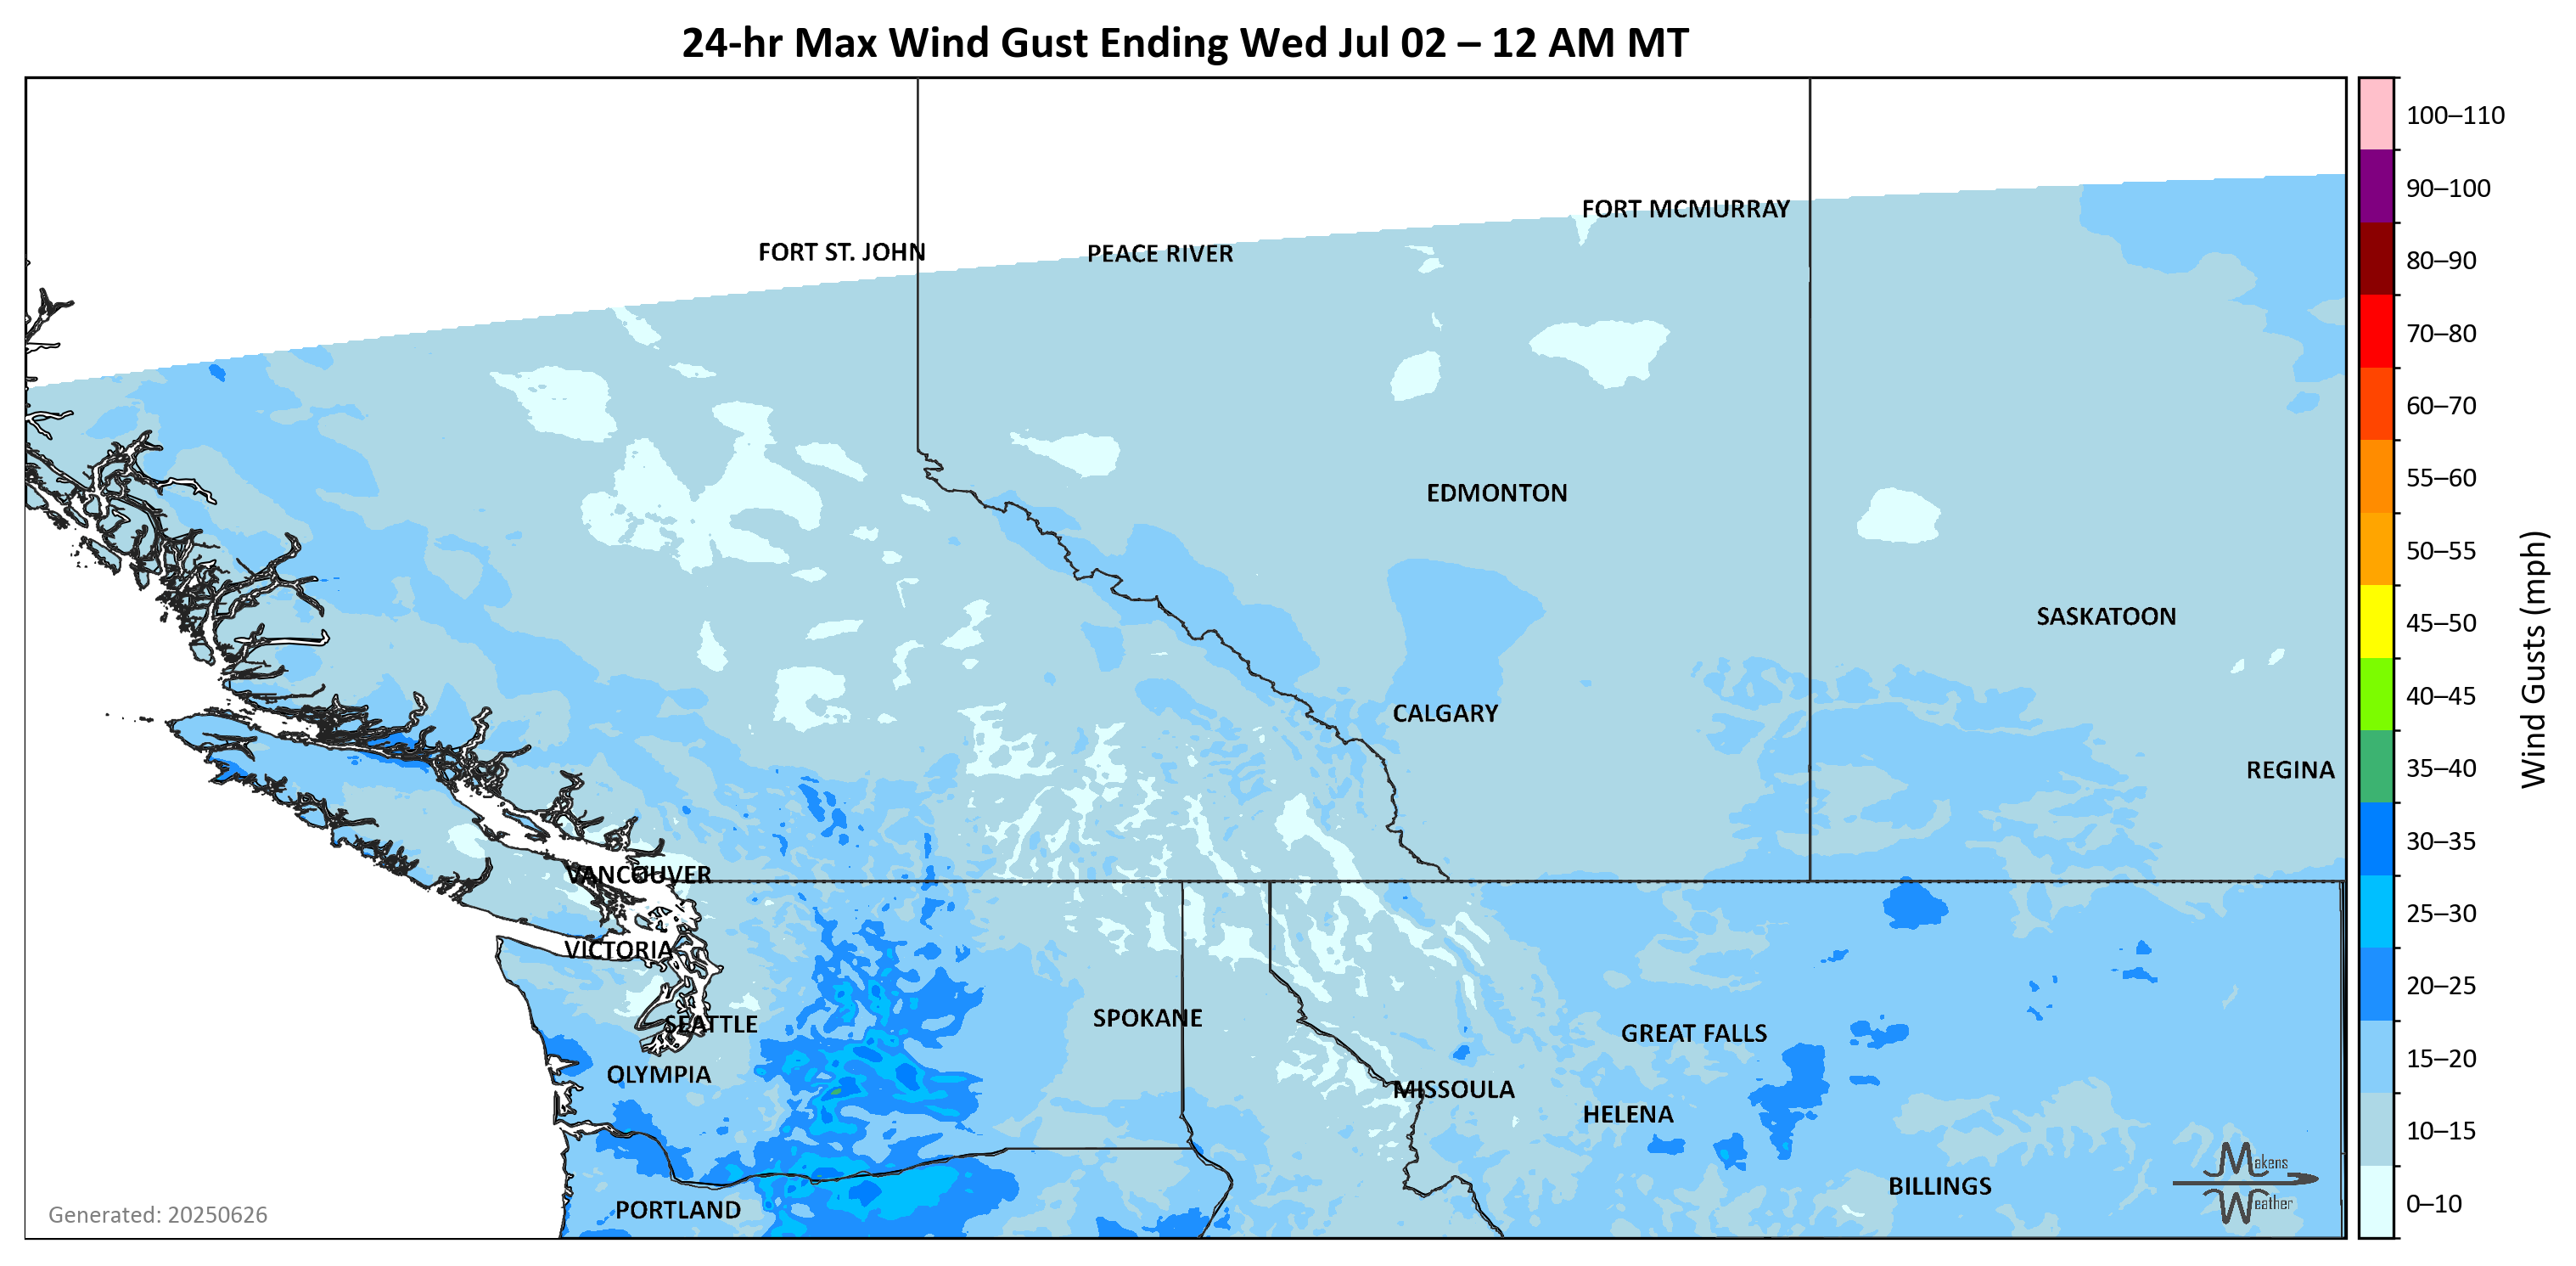 24-hr Max Wind Gust Ending Wed Jul 02 – 12 AM MT
100–110
90–100
80–90
70–80
60–70
55–60
50–55
45–50
40–45
35–40
30–35
25–30
20–25
15–20
10–15
0–10
Wind Gusts (mph)
FORT MCMURRAY
FORT ST. JOHN
PEACE RIVER
EDMONTON
SASKATOON
CALGARY
REGINA
VANCOUVER
VICTORIA
SPOKANE
SEATTLE
GREAT FALLS
OLYMPIA
MISSOULA
HELENA
BILLINGS
PORTLAND
Makens
Weather
Generated: 20250626